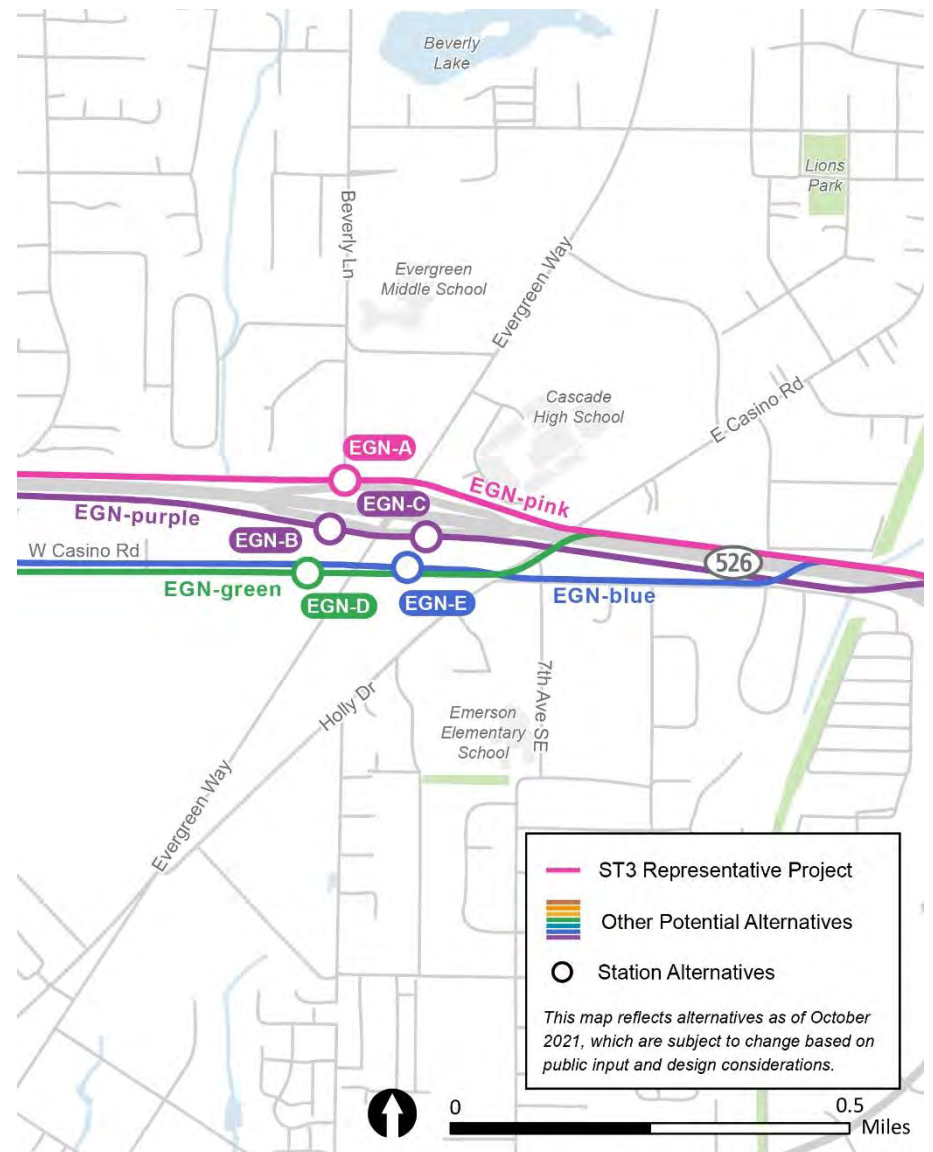 Beverly
Lake
Lions
Park
Beverly Ln
Evergreen Way
Evergreen
Middle School
Cascade
High School
E Casino Rd
EGN-A
EGN-C
EGN-pink
EGN-purple
EGN-B
W Casino Rd
526
EGN-green
EGN-D
EGN-E
EGN-blue
Holly Dr
7th Ave SE
Emerson
Elementary
School
Evergreen Way
ST3 Representative Project
Other Potential Alternatives
Station Alternatives
This map reflects alternatives as of October
2021, which are subject to change based on
public input and design considerations.
0
0.5
Miles